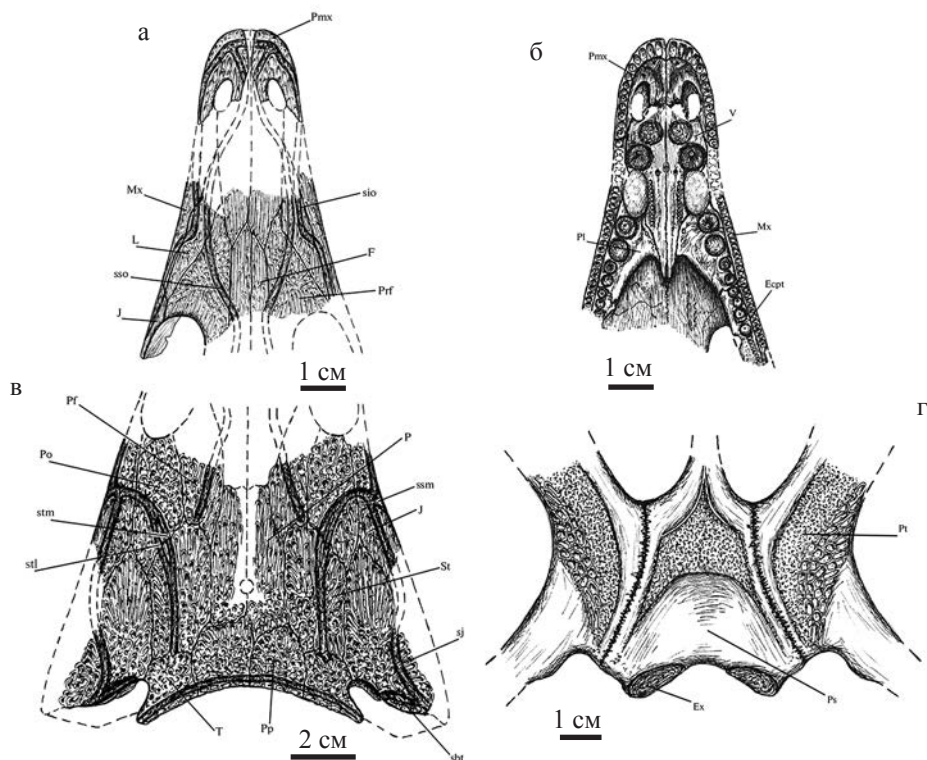 а
Pmx
Mx
L
sso
J
sio
F
Prf
1 см
б
Pmx
V
Mx
Pl
Ecpt
1 см
в
Pf
Po
stm
stl
P
ssm
J
St
sj
T
Pp
sbt
2 см
г
Pt
Ex
Ps
1 см